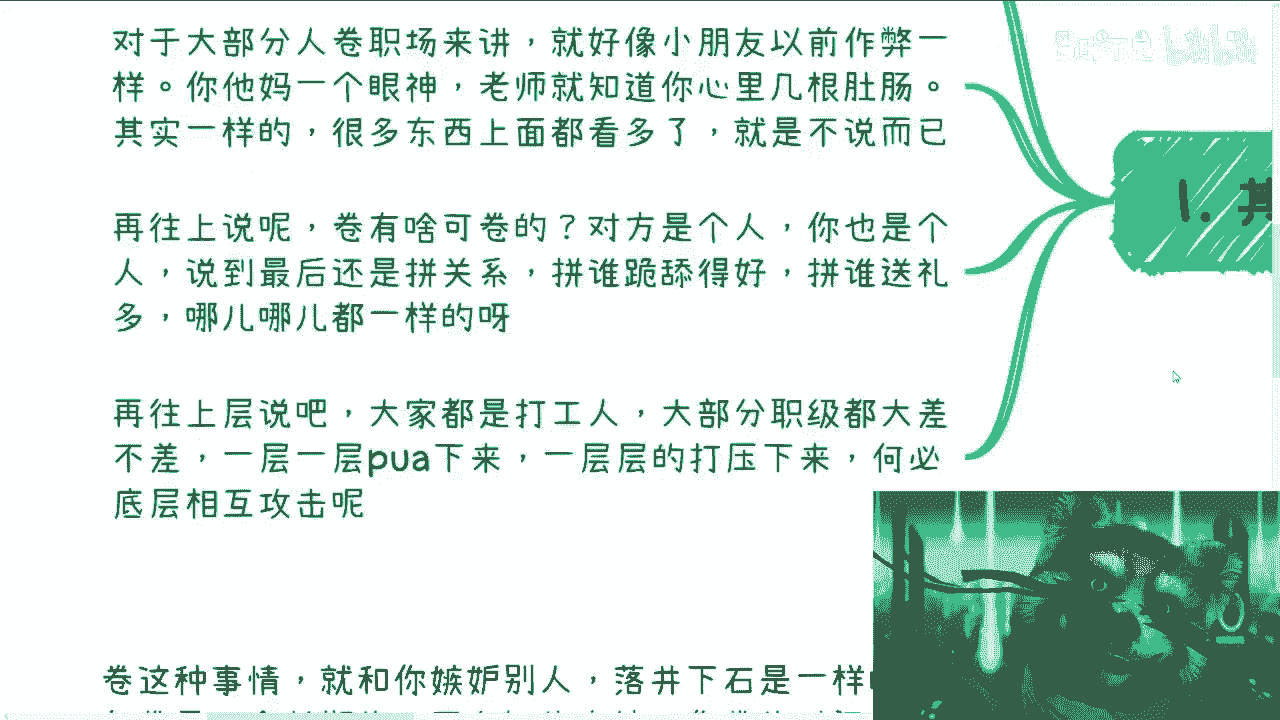 对于大部分人卷职场来讲，就好像小朋友以前作弊一
样。你他妈一个眼神，老师就知道你心里几根肚肠。
其实一样的，很多东西上面都看多了，就是不说而已
再往上说呢，卷有啥可卷的？对方是个人，你也是个
人，说到最后还是拼关系，拼谁跪舔得好，拼谁送礼
多，哪儿哪儿都一样的呀
再往上层说吧，大家都是打工人，大部分职级都大差
不差，一层一层pua下来，一层层的打压下来，何必
底层相互攻击呢
1. 其
卷这种事情，就和你嫉妒别人，落井下石是一样